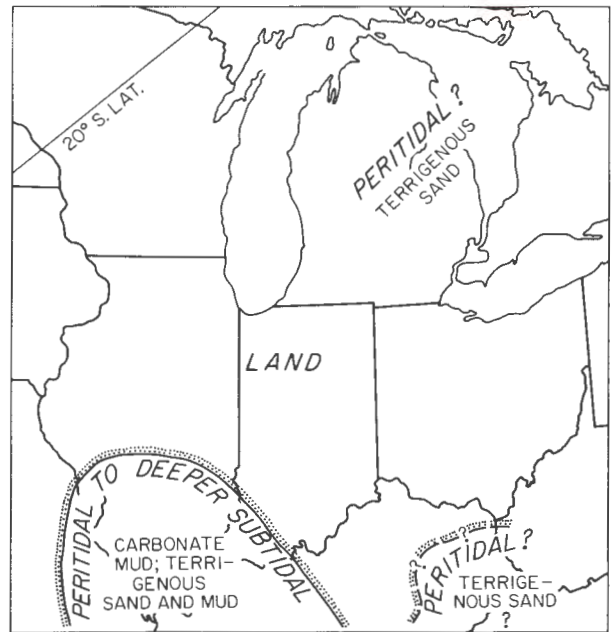 20° S. LAT.
PERITIDAL ?
TERRIGENOUS
SAND
LAND
PERITIDAL TO DEEPER SUBTIDAL
CARBONATE
MUD; TERRI-
GENOUS
SAND AND MUD
?
?
?
PERITIDAL ?
TERRIGE-
NOUS SAND
?